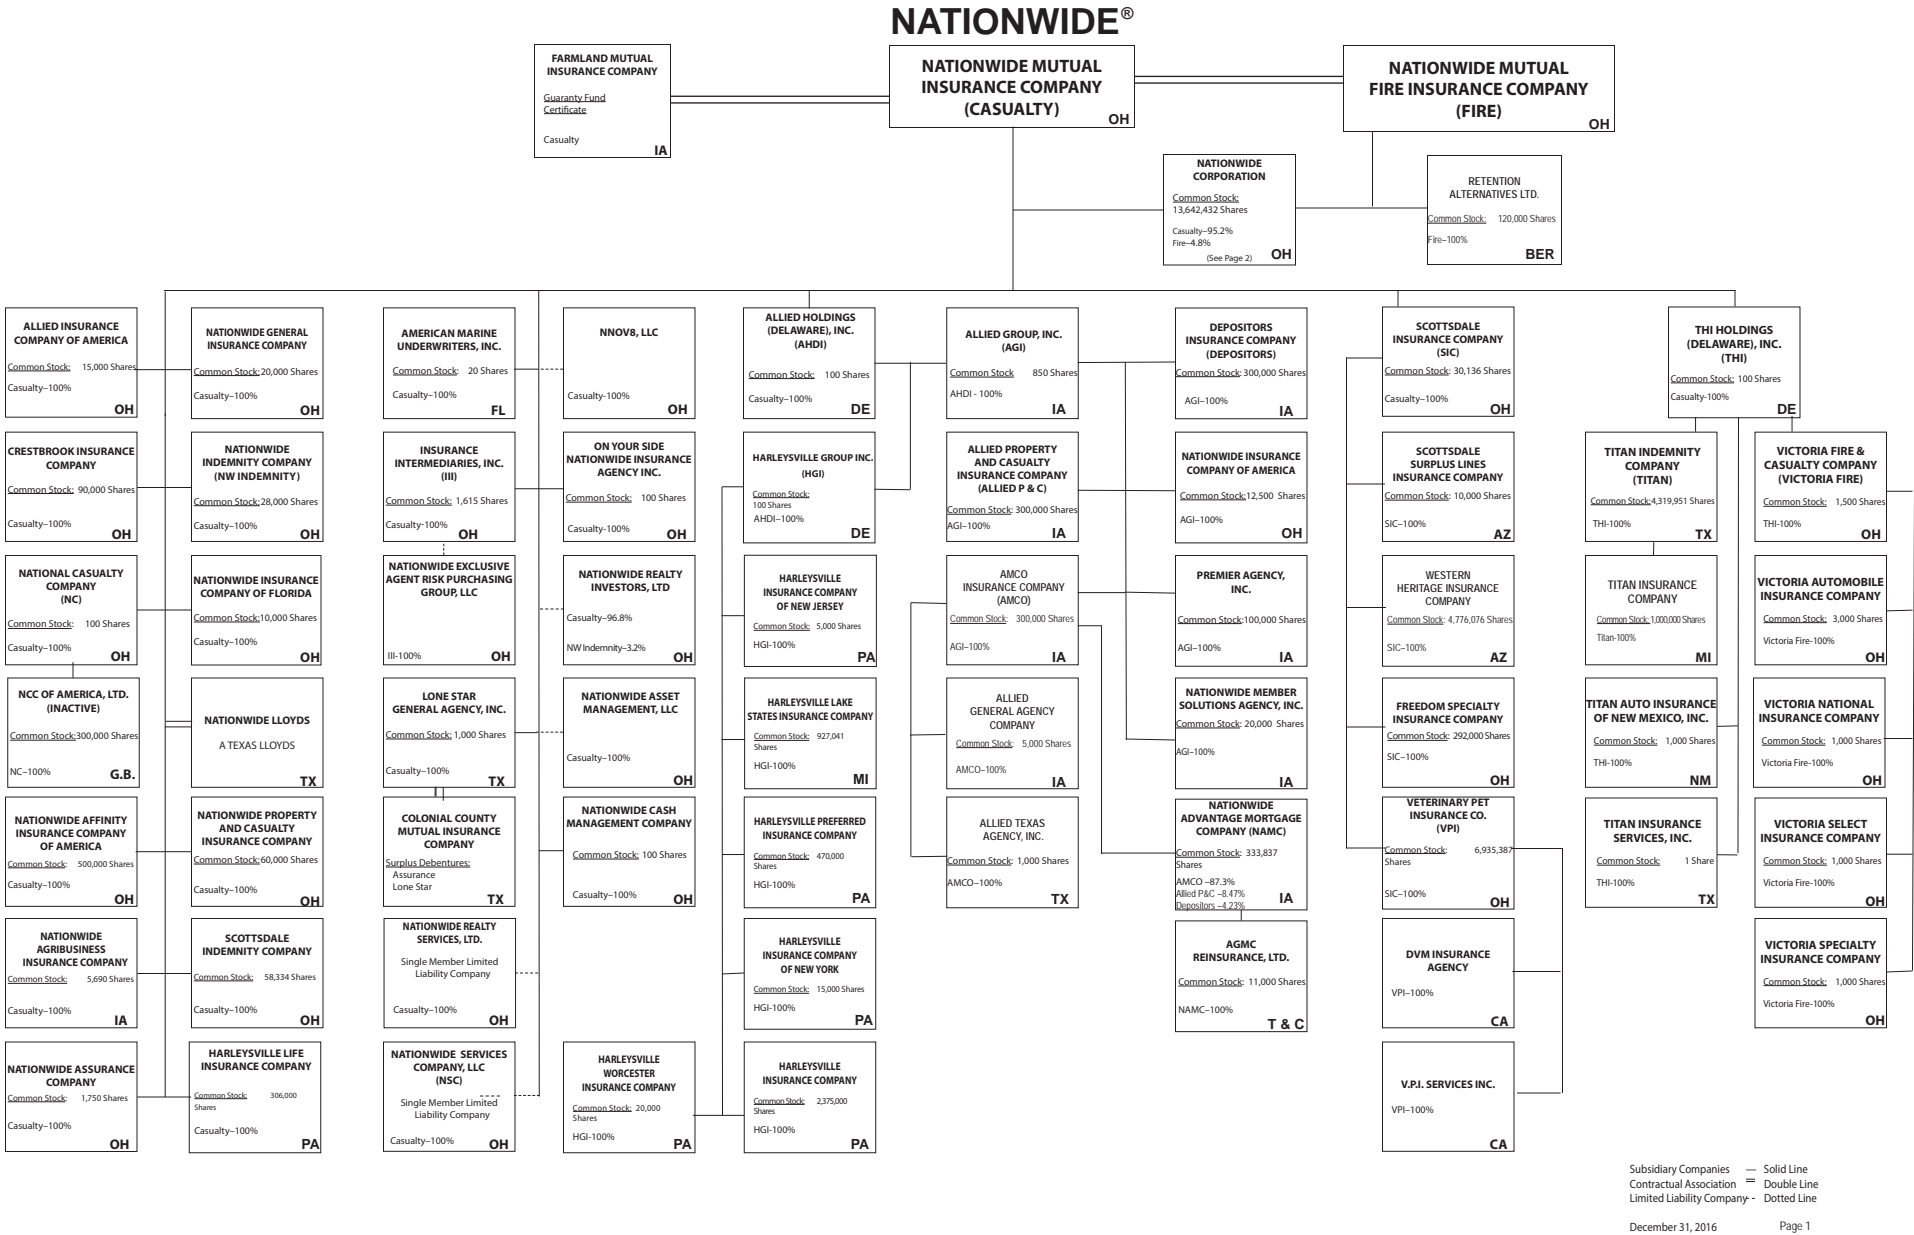 NATIONWIDE®
FARMLAND MUTUAL
INSURANCE COMPANY
Guaranty Fund
Certificate
Casualty
IA
NATIONWIDE MUTUAL
INSURANCE COMPANY
(CASUALTY)
OH
NATIONWIDE MUTUAL
FIRE INSURANCE COMPANY
(FIRE)
OH
NATIONWIDE
CORPORATION
Common Stock:
13,642,432 Shares
Casualty–95.2%
Fire–4.8%
(See Page 2) OH
RETENTION
ALTERNATIVES LTD.
Common Stock: 120,000 Shares
Fire–100%
BER
ALLIED INSURANCE
COMPANY OF AMERICA
Common Stock: 15,000 Shares
Casualty–100%
OH
NATIONWIDE GENERAL
INSURANCE COMPANY
Common Stock:20,000 Shares
Casualty–100%
OH
AMERICAN MARINE
UNDERWRITERS, INC.
Common Stock: 20 Shares
Casualty–100%
FL
NNOV8, LLC
Casualty-100%
OH
ALLIED HOLDINGS
(DELAWARE), INC.
(AHDI)
Common Stock: 100 Shares
Casualty–100%
DE
ALLIED GROUP, INC.
(AGI)
Common Stock 850 Shares
AHDI - 100%
IA
DEPOSITORS
INSURANCE COMPANY
(DEPOSITORS)
Common Stock:300,000 Shares
AGI–100%
IA
SCOTTSDALE
INSURANCE COMPANY
(SIC)
Common Stock: 30,136 Shares
Casualty–100%
OH
THI HOLDINGS
(DELAWARE), INC.
(THI)
Common Stock: 100 Shares
Casualty-100%
DE
CRESTBROOK INSURANCE
COMPANY
Common Stock: 90,000 Shares
Casualty–100%
OH
NATIONWIDE
INDEMNITY COMPANY
(NW INDEMNITY)
Common Stock:28,000 Shares
Casualty–100%
OH
INSURANCE
INTERMEDIARIES, INC.
(III)
Common Stock: 1,615 Shares
Casualty-100%
OH
ON YOUR SIDE
NATIONWIDE INSURANCE
AGENCY INC.
Common Stock: 100 Shares
Casualty-100%
OH
HARLEYSVILLE GROUP INC.
(HGI)
Common Stock:
100 Shares
AHDI–100%
DE
ALLIED PROPERTY
AND CASUALTY
INSURANCE COMPANY
(ALLIED P & C)
Common Stock: 300,000 Shares
AGI–100%
IA
NATIONWIDE INSURANCE
COMPANY OF AMERICA
Common Stock:12,500 Shares
AGI–100%
OH
SCOTTSDALE
SURPLUS LINES
INSURANCE COMPANY
Common Stock: 10,000 Shares
SIC–100%
AZ
TITAN INDEMNITY
COMPANY
(TITAN)
Common Stock:4,319,951 Shares
THI-100%
TX
VICTORIA FIRE &
CASUALTY COMPANY
(VICTORIA FIRE)
Common Stock: 1,500 Shares
THI-100%
OH
NATIONAL CASUALTY
COMPANY
(NC)
Common Stock: 100 Shares
Casualty–100%
OH
NATIONWIDE INSURANCE
COMPANY OF FLORIDA
Common Stock:10,000 Shares
Casualty–100%
OH
NATIONWIDE EXCLUSIVE
AGENT RISK PURCHASING
GROUP, LLC
III-100%
OH
NATIONWIDE REALTY
INVESTORS, LTD
Casualty–96.8%
NW Indemnity–3.2%
OH
HARLEYSVILLE
INSURANCE COMPANY
OF NEW JERSEY
Common Stock: 5,000 Shares
HGI-100%
PA
AMCO
INSURANCE COMPANY
(AMCO)
Common Stock: 300,000 Shares
AGI–100%
IA
PREMIER AGENCY,
INC.
Common Stock:100,000 Shares
AGI–100%
IA
WESTERN
HERITAGE INSURANCE
COMPANY
Common Stock: 4,776,076 Shares
SIC–100%
AZ
TITAN INSURANCE
COMPANY
Common Stock: 1,000,000 Shares
Titan-100%
MI
VICTORIA AUTOMOBILE
INSURANCE COMPANY
Common Stock: 3,000 Shares
Victoria Fire-100%
OH
NCC OF AMERICA, LTD.
(INACTIVE)
Common Stock:300,000 Shares
NC–100%
G.B.
NATIONWIDE LLOYDS
A TEXAS LLOYDS
TX
LONE STAR
GENERAL AGENCY, INC.
Common Stock: 1,000 Shares
Casualty–100%
TX
NATIONWIDE ASSET
MANAGEMENT, LLC
Casualty–100%
OH
HARLEYSVILLE LAKE
STATES INSURANCE COMPANY
Common Stock: 927,041
Shares
HGI-100%
MI
ALLIED
GENERAL AGENCY
COMPANY
Common Stock: 5,000 Shares
AMCO–100%
IA
NATIONWIDE MEMBER
SOLUTIONS AGENCY, INC.
Common Stock: 20,000 Shares
AGI–100%
IA
FREEDOM SPECIALTY
INSURANCE COMPANY
Common Stock: 292,000 Shares
SIC–100%
OH
TITAN AUTO INSURANCE
OF NEW MEXICO, INC.
Common Stock: 1,000 Shares
THI-100%
NM
VICTORIA NATIONAL
INSURANCE COMPANY
Common Stock: 1,000 Shares
Victoria Fire-100%
OH
NATIONWIDE AFFINITY
INSURANCE COMPANY
OF AMERICA
Common Stock: 500,000 Shares
Casualty–100%
OH
NATIONWIDE PROPERTY
AND CASUALTY
INSURANCE COMPANY
Common Stock:60,000 Shares
Casualty–100%
OH
COLONIAL COUNTY
MUTUAL INSURANCE
COMPANY
Surplus Debentures:
Assurance
Lone Star
TX
NATIONWIDE CASH
MANAGEMENT COMPANY
Common Stock: 100 Shares
Casualty–100%
OH
HARLEYSVILLE PREFERRED
INSURANCE COMPANY
Common Stock: 470,000
Shares
HGI-100%
PA
ALLIED TEXAS
AGENCY, INC.
Common Stock: 1,000 Shares
AMCO–100%
TX
NATIONWIDE
ADVANTAGE MORTGAGE
COMPANY (NAMC)
Common Stock: 333,837
Shares
AMCO –87.3%
Allied P&C –8.47%
Depositors –4.23%
IA
VETERINARY PET
INSURANCE CO.
(VPI)
Common Stock: 6,935,387
Shares
SIC–100%
OH
TITAN INSURANCE
SERVICES, INC.
Common Stock: 1 Share
THI-100%
TX
VICTORIA SELECT
INSURANCE COMPANY
Common Stock: 1,000 Shares
Victoria Fire-100%
OH
NATIONWIDE
AGRIBUSINESS
INSURANCE COMPANY
Common Stock: 5,690 Shares
Casualty–100%
IA
SCOTTSDALE
INDEMNITY COMPANY
Common Stock: 58,334 Shares
Casualty–100%
OH
NATIONWIDE REALTY
SERVICES, LTD.
Single Member Limited
Liability Company
Casualty–100%
OH
HARLEYSVILLE
INSURANCE COMPANY
OF NEW YORK
Common Stock: 15,000 Shares
HGI-100%
PA
AGMC
REINSURANCE, LTD.
Common Stock: 11,000 Shares
NAMC–100%
T & C
DVM INSURANCE
AGENCY
VPI–100%
CA
VICTORIA SPECIALTY
INSURANCE COMPANY
Common Stock: 1,000 Shares
Victoria Fire-100%
OH
NATIONWIDE ASSURANCE
COMPANY
Common Stock: 1,750 Shares
Casualty–100%
OH
HARLEYSVILLE LIFE
INSURANCE COMPANY
Common Stock: 306,000
Shares
Casualty–100%
PA
NATIONWIDE SERVICES
COMPANY, LLC
(NSC)
Single Member Limited
Liability Company
Casualty–100%
OH
HARLEYSVILLE
WORCESTER
INSURANCE COMPANY
Common Stock: 20,000
Shares
HGI-100%
PA
HARLEYSVILLE
INSURANCE COMPANY
Common Stock: 2,375,000
Shares
HGI-100%
PA
V.P.I. SERVICES INC.
VPI–100%
CA
Subsidiary Companies — Solid Line
Contractual Association = Double Line
Limited Liability Company- - Dotted Line
December 31, 2016 Page 1